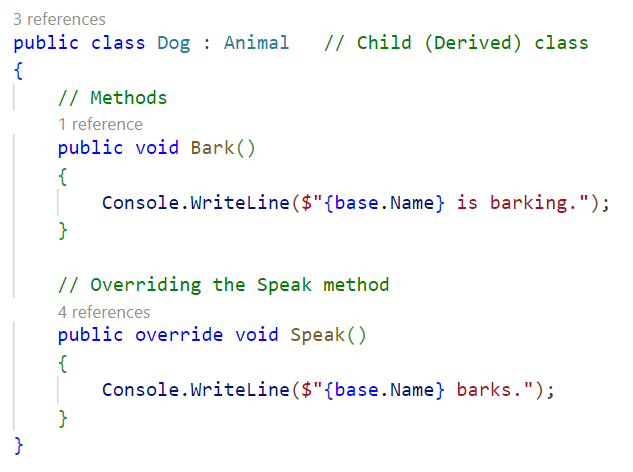 3 references
public class Dog : Animal   // Child (Derived) class
{
    // Methods
    1 reference
    public void Bark()
    {
        Console.WriteLine($"{base.Name} is barking.");
    }

    // Overriding the Speak method
    4 references
    public override void Speak()
    {
        Console.WriteLine($"{base.Name} barks.");
    }
}